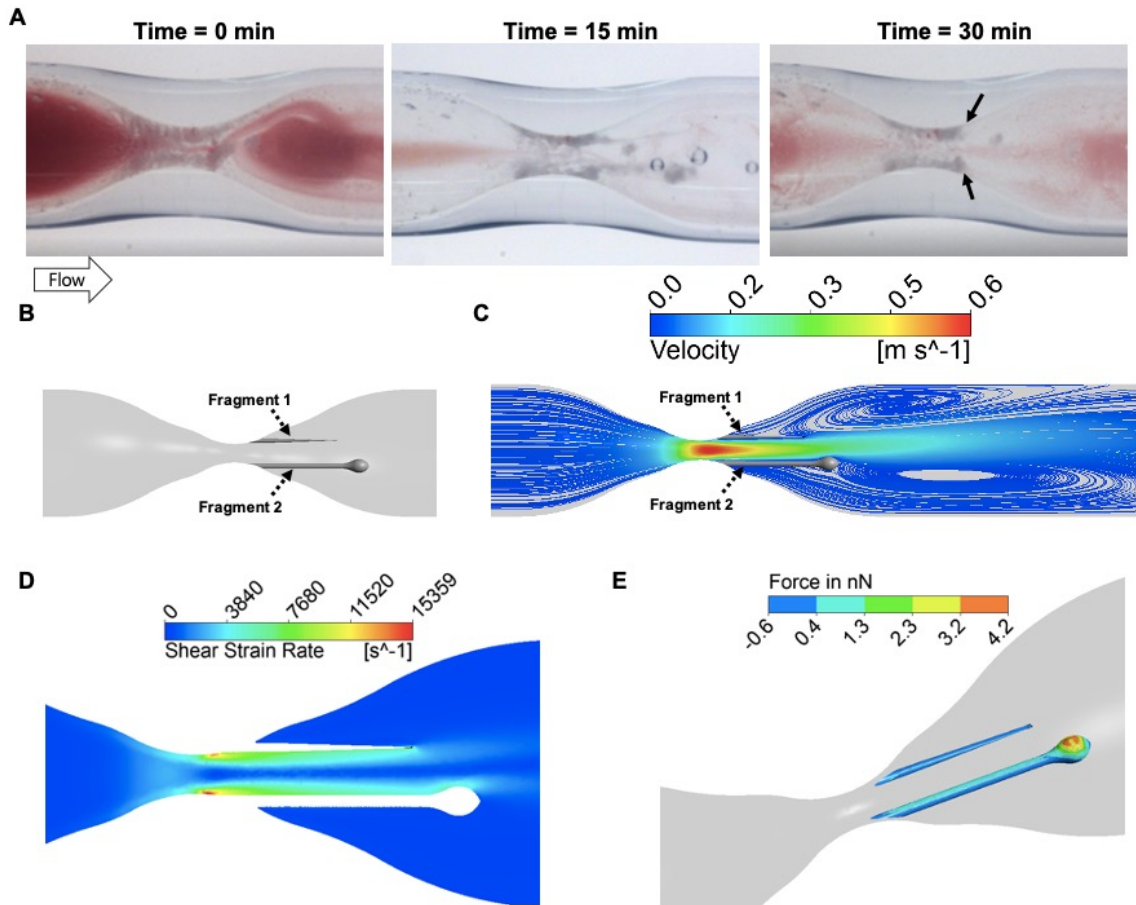 A
Time = 0 min
Time = 15 min
Time = 30 min
Flow
B
Fragment 1
Fragment 2
C
0.0
0.2
0.3
0.5
0.6
Velocity
[m s^-1]
Fragment 1
Fragment 2
D
0
3840
7680
11520
15359
Shear Strain Rate
[s^-1]
E
Force in nN
-0.6
0.4
1.3
2.3
3.2
4.2